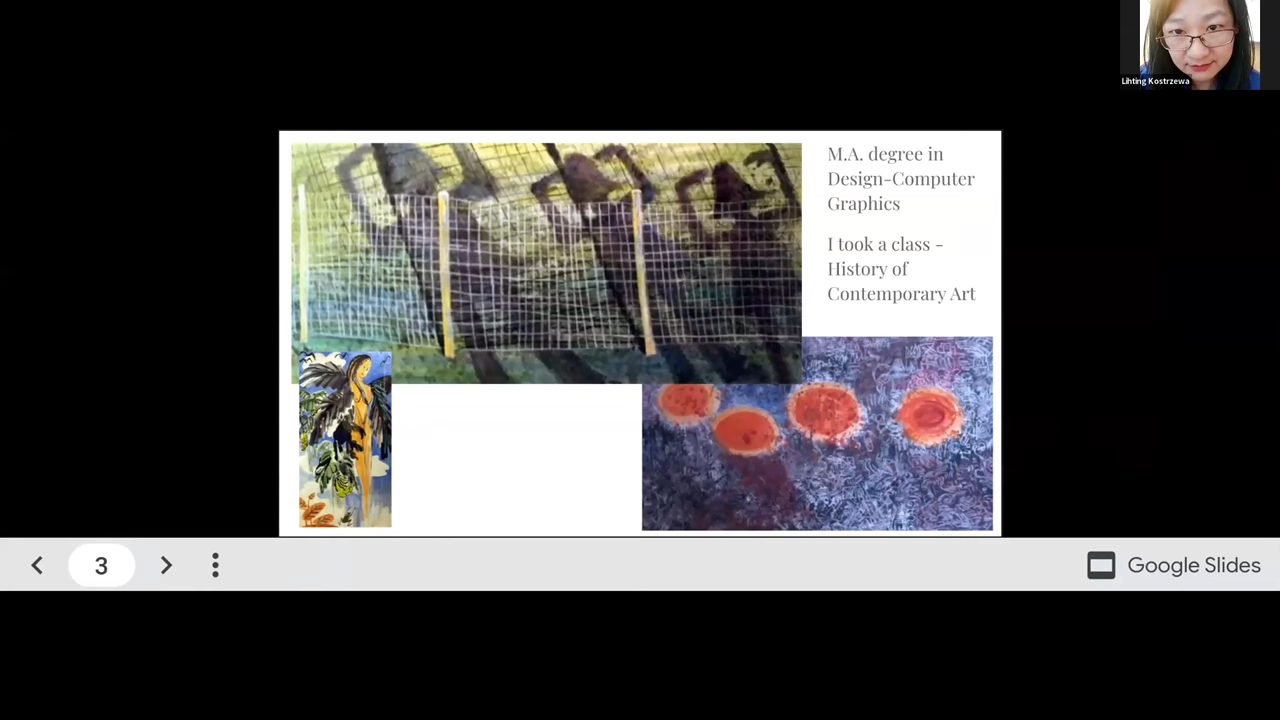 Lihting Kostrzewa
M.A. degree in
Design-Computer
Graphics
I took a class -
History of
Contemporary Art
3
Google Slides